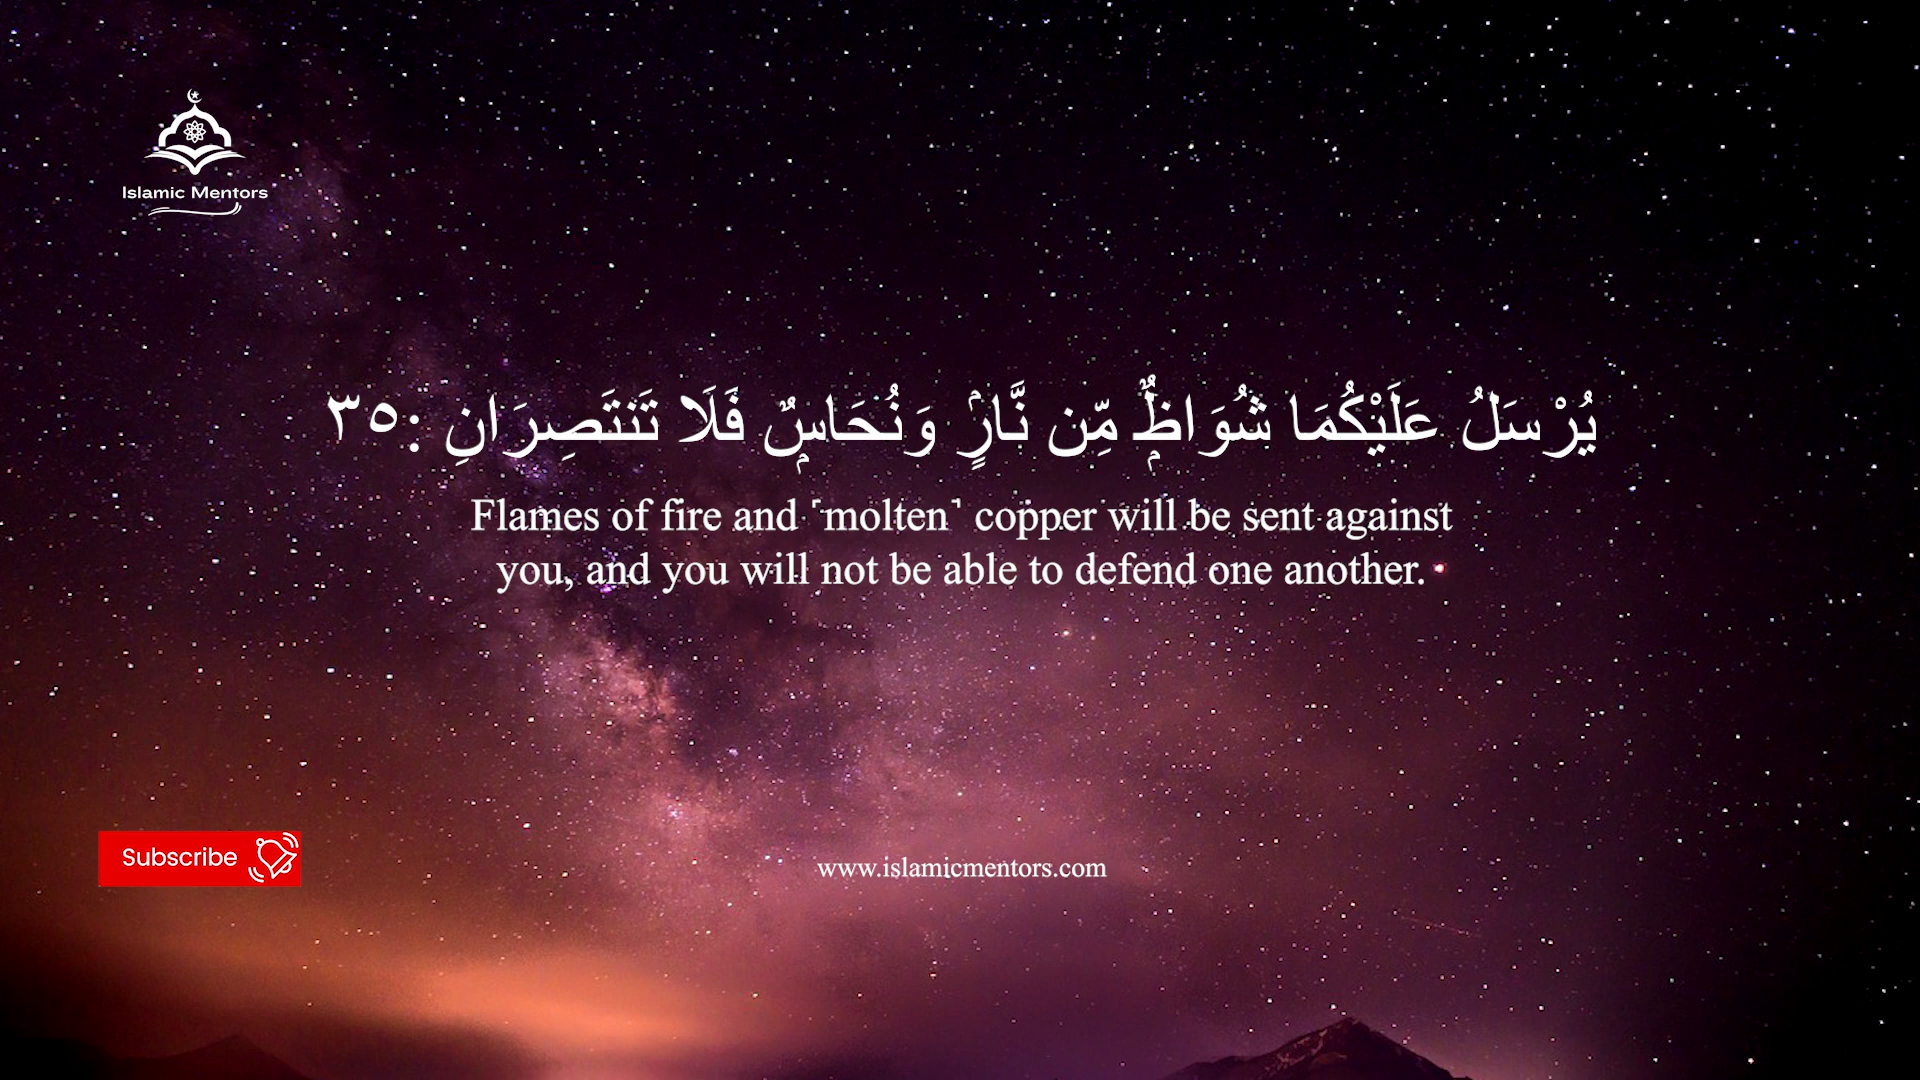 Islamic Mentors
يُرْسَلُ عَلَيْكُمَا شُوَاظٌۭ مِّن نَّارٍۢ وَنُحَاسٌۭ فَلَا تَنتَصِرَانِ :٣٥
Flames of fire and ˹molten˺ copper will be sent against
you, and you will not be able to defend one another.
Subscribe
www.islamicmentors.com